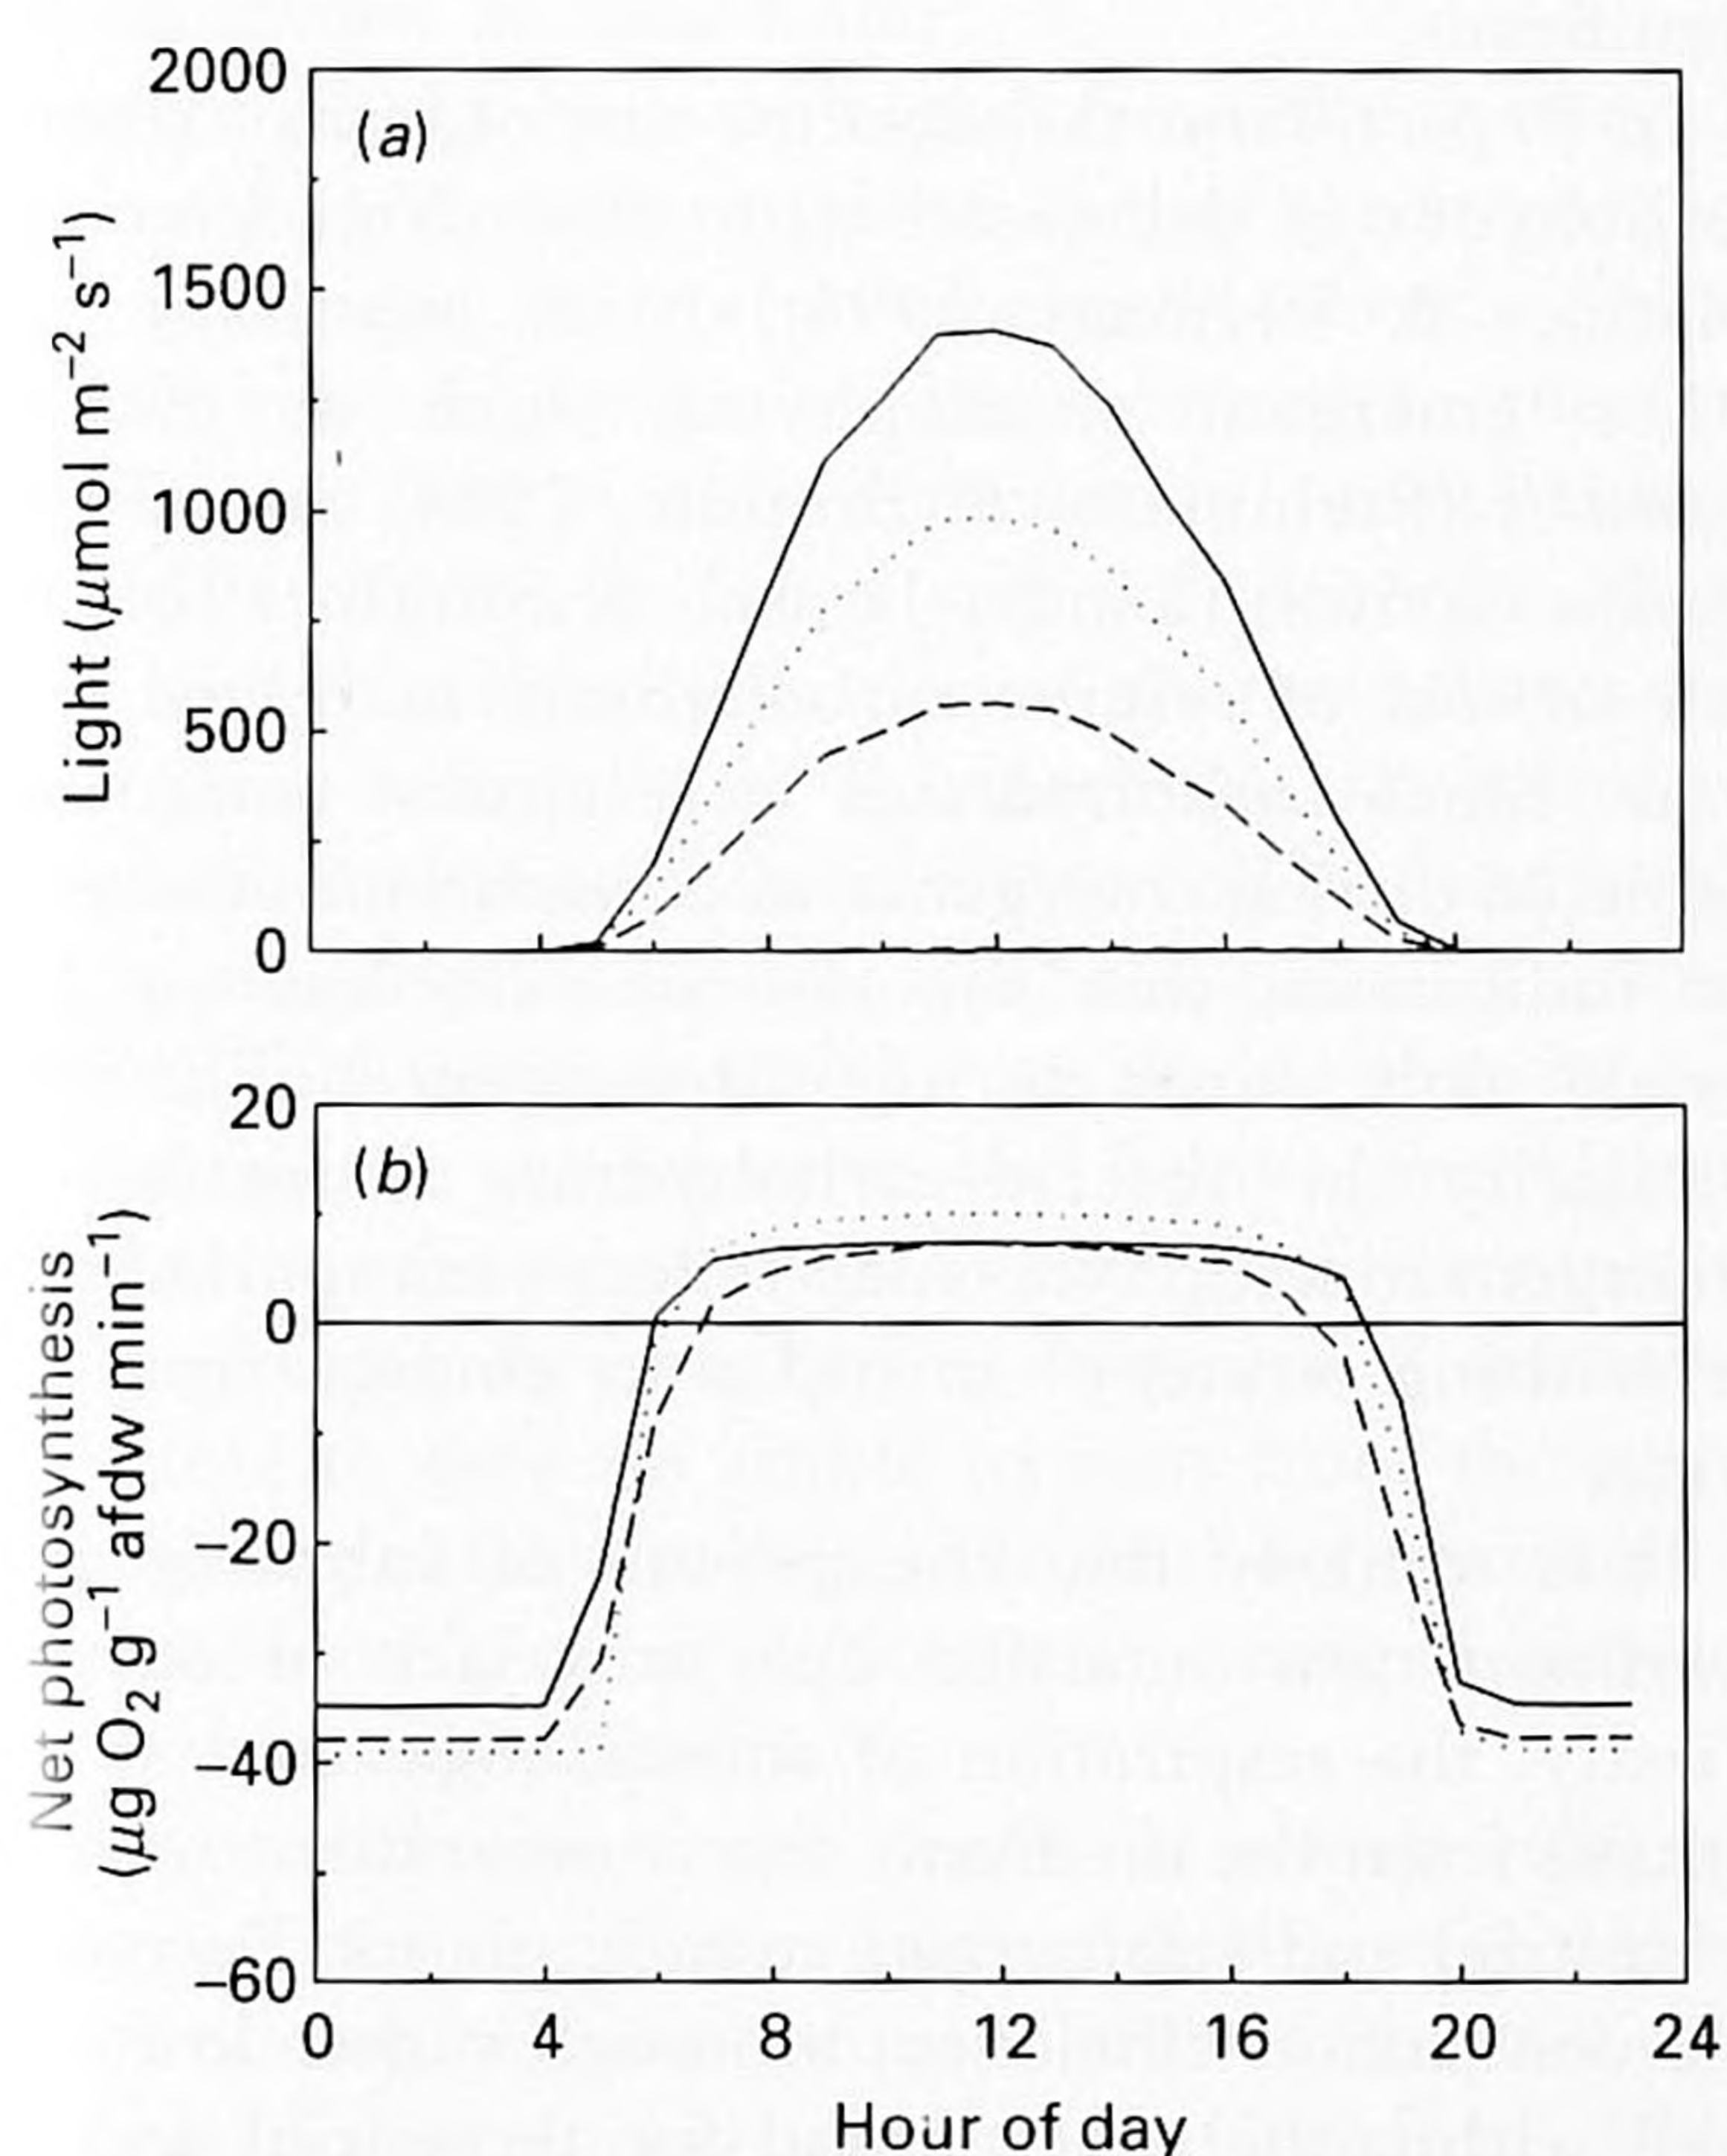 2000
(a)
1500
1000
500
0
Light (μmol m⁻² s⁻¹)
20
(b)
0
−20
−40
−60
Net photosynthesis
(μg O₂ g⁻¹ afdw min⁻¹)
0 4 8 12 16 20 24
Hour of day